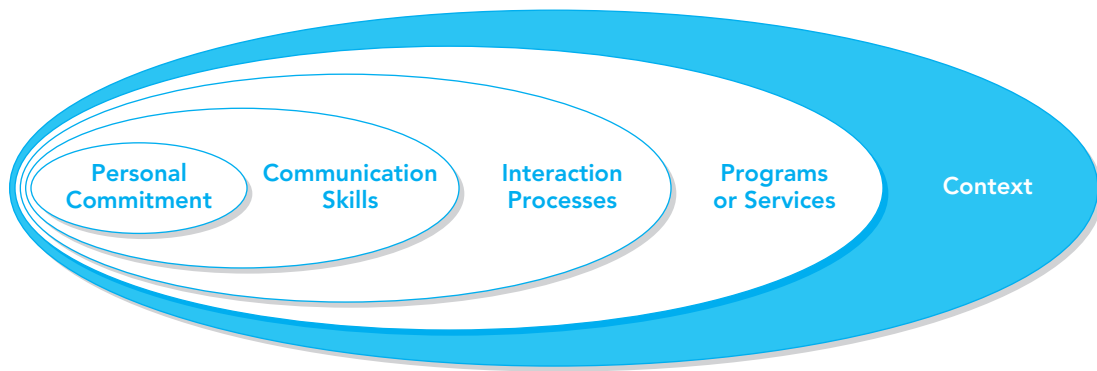 Personal
Commitment
Communication
Skills
Interaction
Processes
Programs
or Services
Context